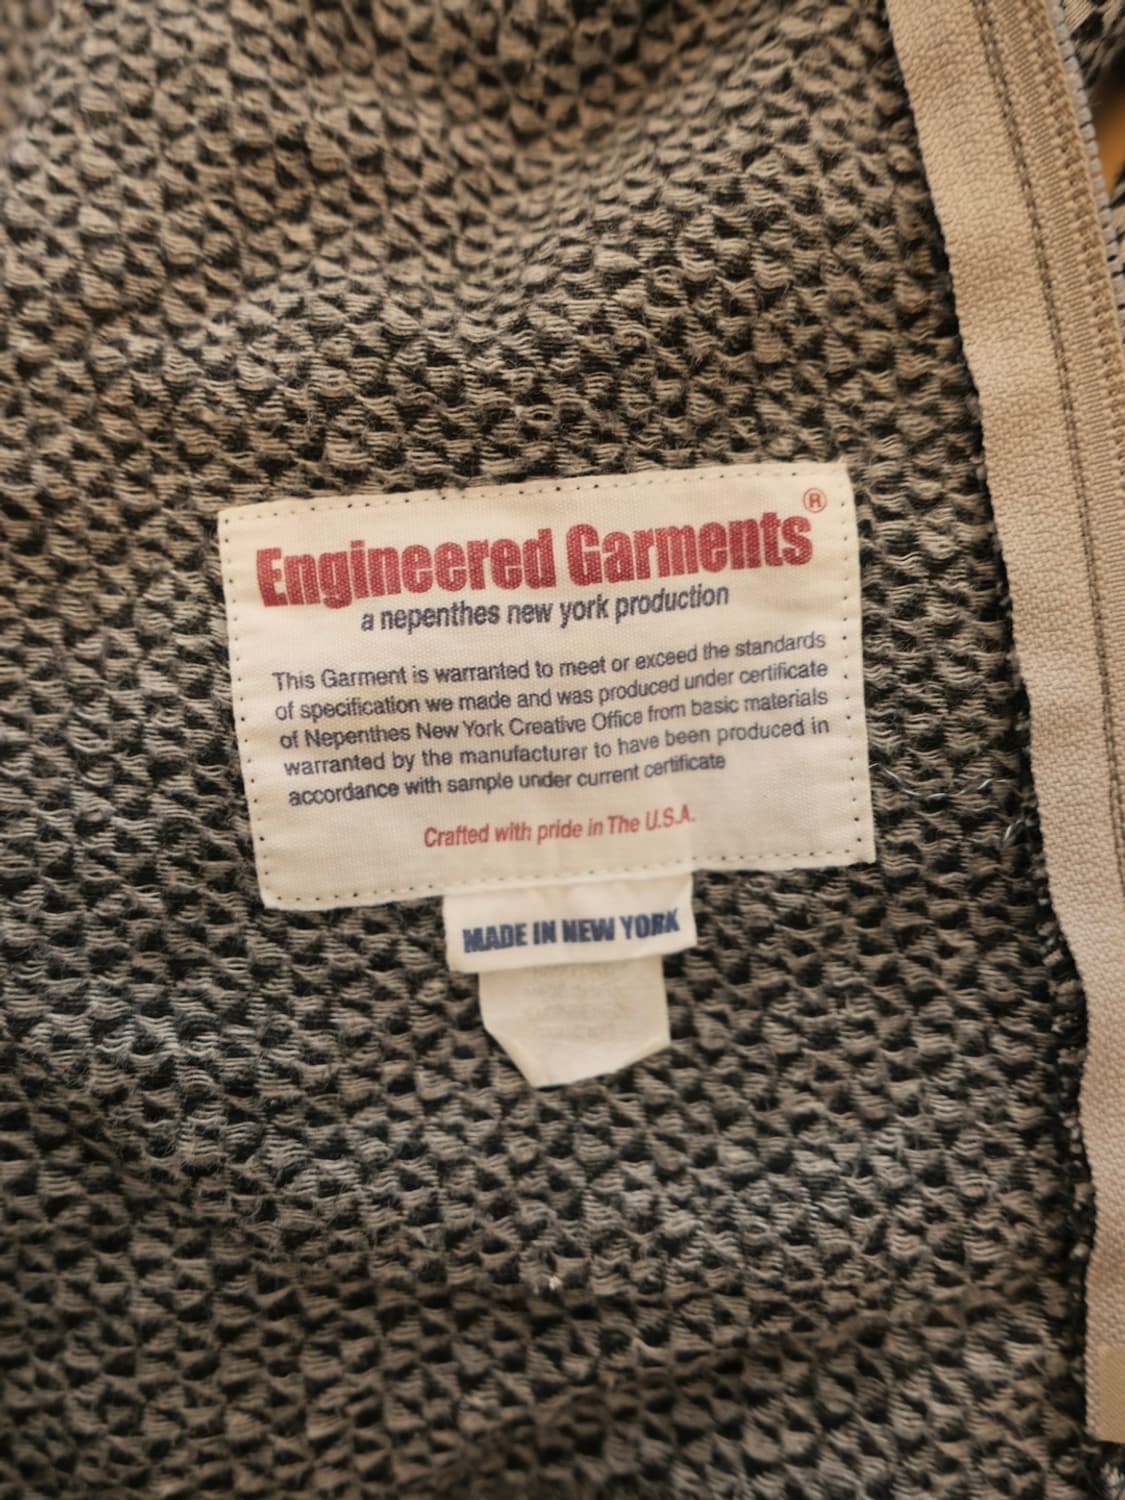 Engineered Garments®
a nepenthes new york production
This Garment is warranted to meet or exceed the standards
of specification we made and was produced under certificate
of Nepenthes New York Creative Office from basic materials
warranted by the manufacturer to have been produced in
accordance with sample under current certificate
Crafted with pride in The U.S.A.
MADE IN NEW YORK